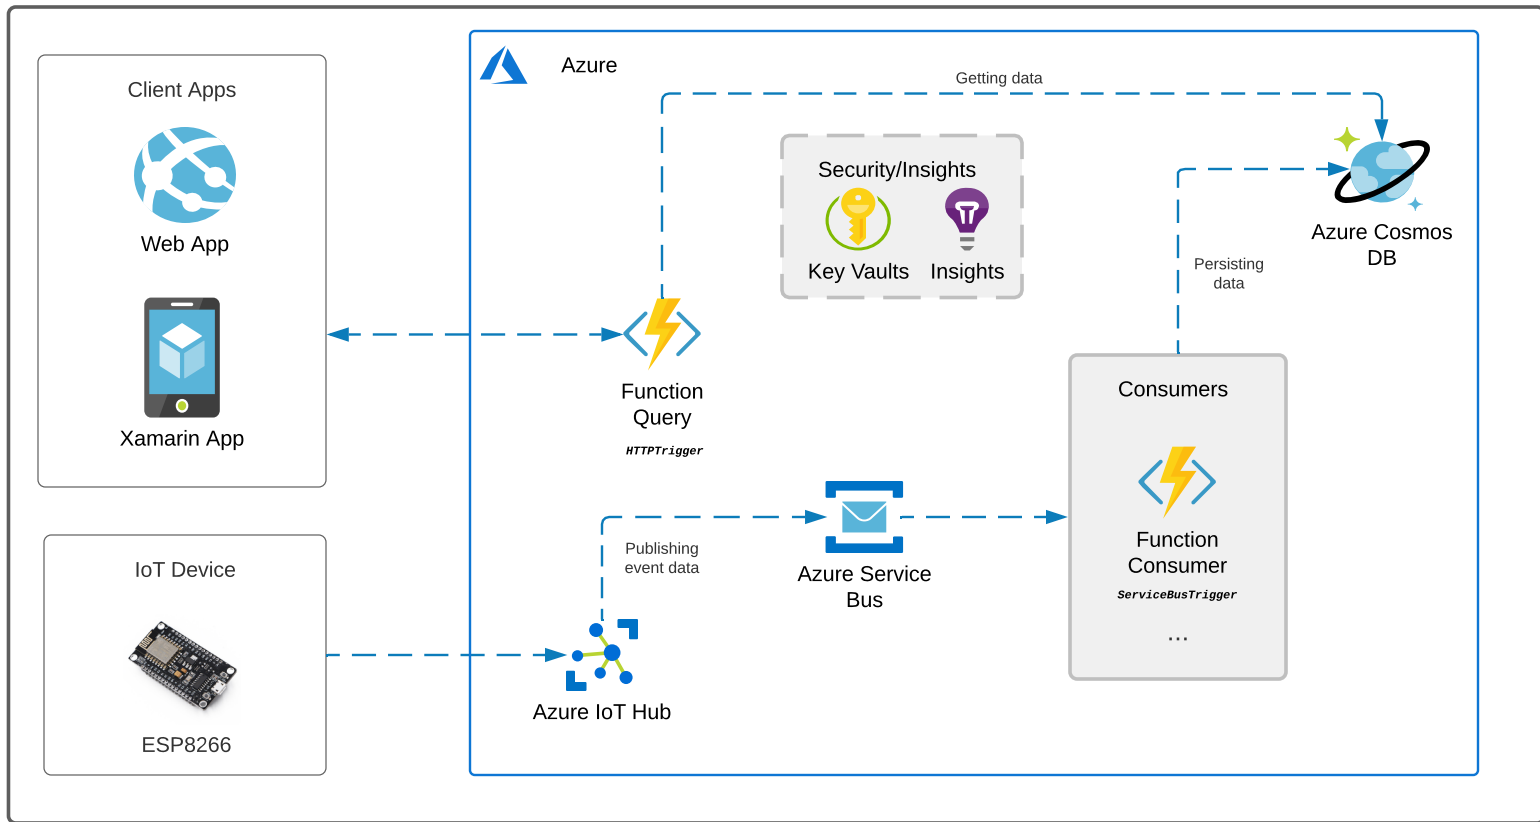 Client Apps
Web App
Xamarin App
IoT Device
ESP8266
Azure
Getting data
Security/Insights
Key Vaults
Insights
Function
Query
HTTPTrigger
Publishing
event data
Azure IoT Hub
Azure Service
Bus
Consumers
Function
Consumer
ServiceBusTrigger
...
Persisting
data
Azure Cosmos
DB